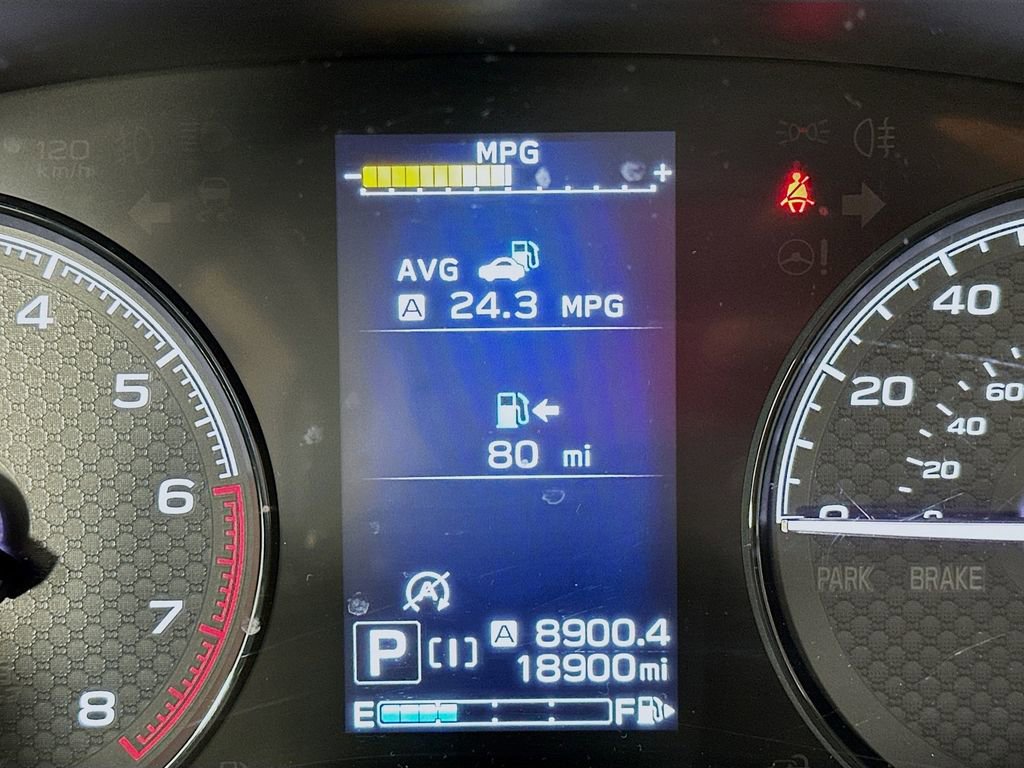 120
km/h
MPG
- +
AVG
A 24.3 MPG
80 mi
A
P [I] A 8900.4
18900mi
E F
4
5
6
7
8
40
20
0
60
40
20
0
PARK BRAKE
!